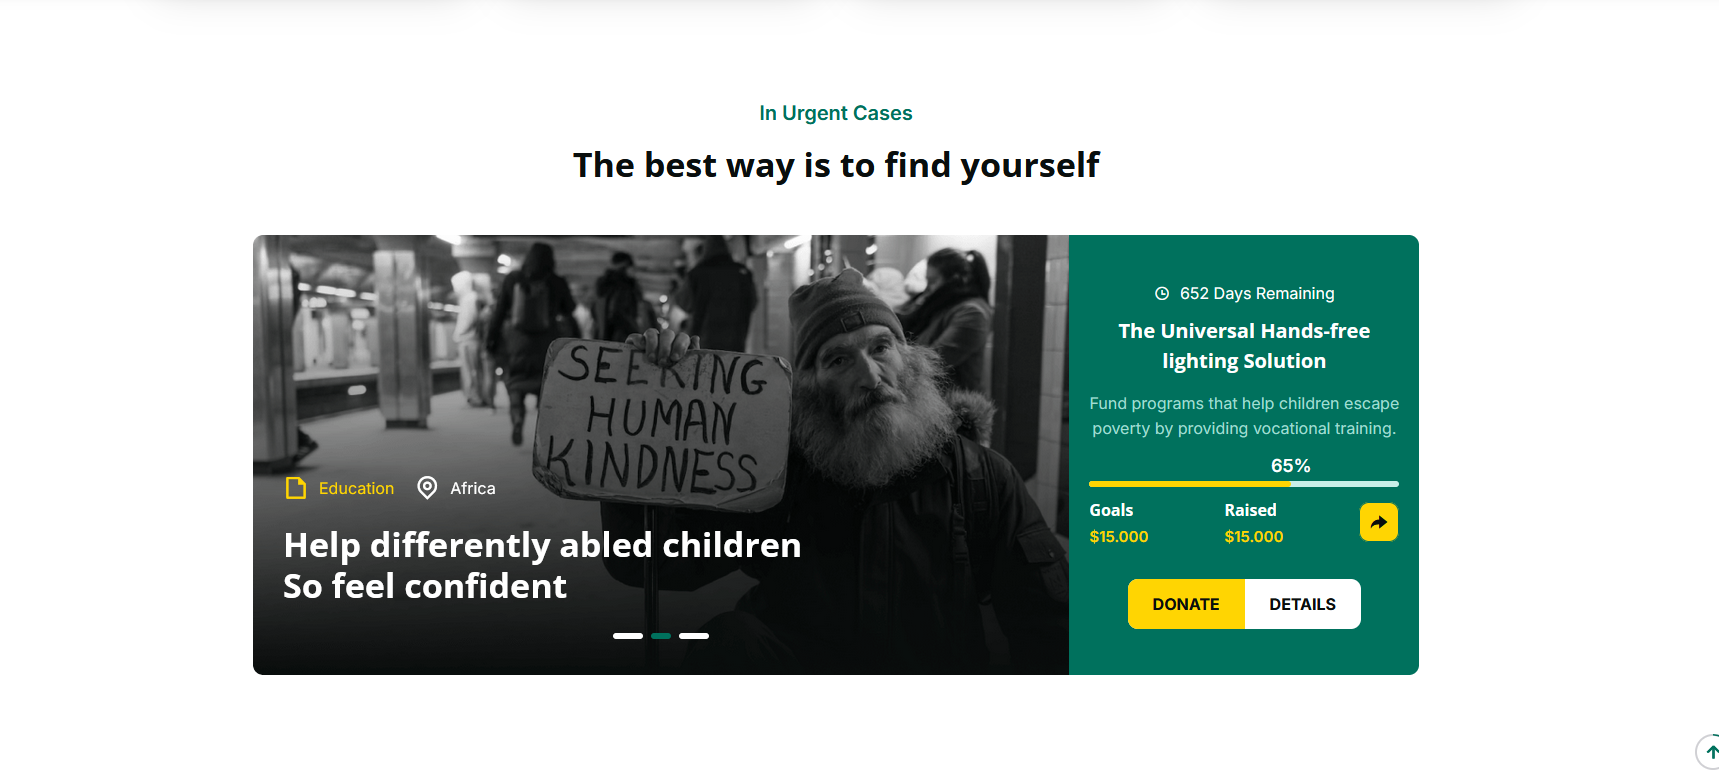 In Urgent Cases
The best way is to find yourself
SEEKING
HUMAN
KINDNESS
Education
Africa
Help differently abled children
So feel confident
652 Days Remaining
The Universal Hands-free
lighting Solution
Fund programs that help children escape
poverty by providing vocational training.
65%
Goals
Raised
$15.000
$15.000
DONATE
DETAILS